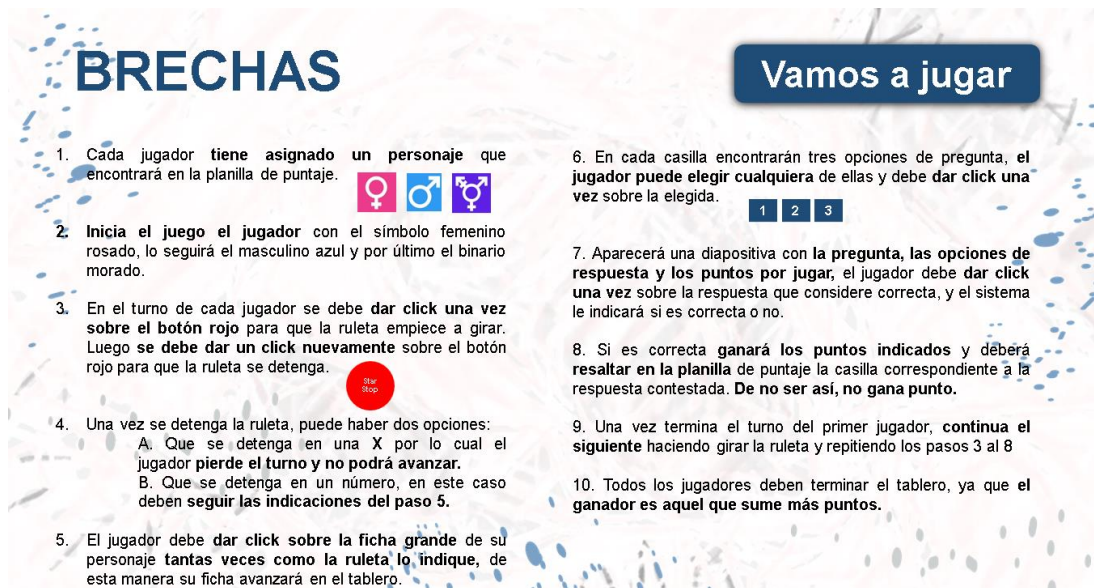 BRECHAS
Vamos a jugar
1. Cada jugador tiene asignado un personaje que
encontrará en la planilla de puntaje.
2. Inicia el juego el jugador con el símbolo femenino
rosado, lo seguirá el masculino azul y por último el binario
morado.
3. En el turno de cada jugador se debe dar click una vez
sobre el botón rojo para que la ruleta empiece a girar.
Luego se debe dar un click nuevamente sobre el botón
rojo para que la ruleta se detenga.
Star
Stop
4. Una vez se detenga la ruleta, puede haber dos opciones:
A. Que se detenga en una X por lo cual el
jugador pierde el turno y no podrá avanzar.
B. Que se detenga en un número, en este caso
deben seguir las indicaciones del paso 5.
5. El jugador debe dar click sobre la ficha grande de su
personaje tantas veces como la ruleta lo indique, de
esta manera su ficha avanzará en el tablero.
6. En cada casilla encontrarán tres opciones de pregunta, el
jugador puede elegir cualquiera de ellas y debe dar click una
vez sobre la elegida.
1 2 3
7. Aparecerá una diapositiva con la pregunta, las opciones de
respuesta y los puntos por jugar, el jugador debe dar click
una vez sobre la respuesta que considere correcta, y el sistema
le indicará si es correcta o no.
8. Si es correcta ganará los puntos indicados y deberá
resaltar en la planilla de puntaje la casilla correspondiente a la
respuesta contestada. De no ser así, no gana punto.
9. Una vez termina el turno del primer jugador, continua el
siguiente haciendo girar la ruleta y repitiendo los pasos 3 al 8
10. Todos los jugadores deben terminar el tablero, ya que el
ganador es aquel que sume más puntos.